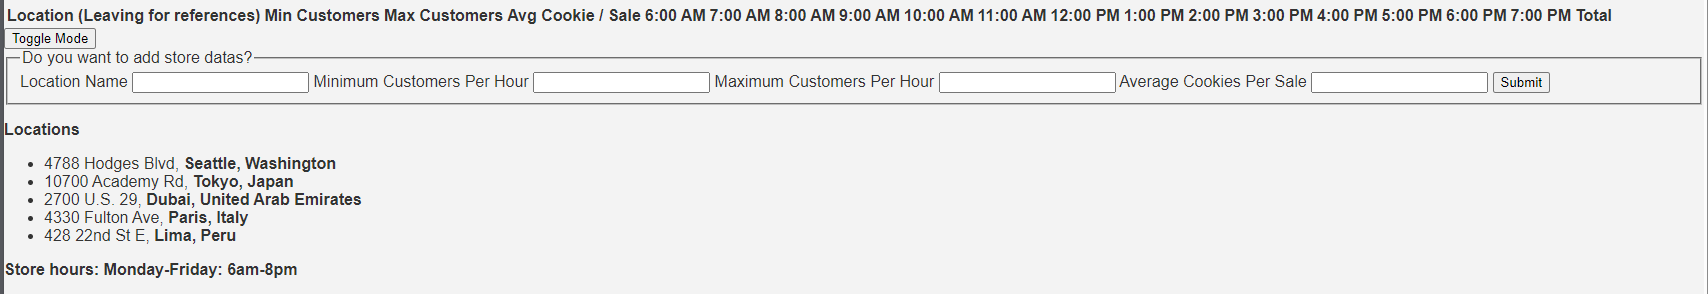 Location (Leaving for references) Min Customers Max Customers Avg Cookie / Sale 6:00 AM 7:00 AM 8:00 AM 9:00 AM 10:00 AM 11:00 AM 12:00 PM 1:00 PM 2:00 PM 3:00 PM 4:00 PM 5:00 PM 6:00 PM 7:00 PM Total
Toggle Mode
Do you want to add store datas?
Location Name Minimum Customers Per Hour Maximum Customers Per Hour Average Cookies Per Sale Submit
Locations
4788 Hodges Blvd, Seattle, Washington
10700 Academy Rd, Tokyo, Japan
2700 U.S. 29, Dubai, United Arab Emirates
4330 Fulton Ave, Paris, Italy
428 22nd St E, Lima, Peru
Store hours: Monday-Friday: 6am-8pm